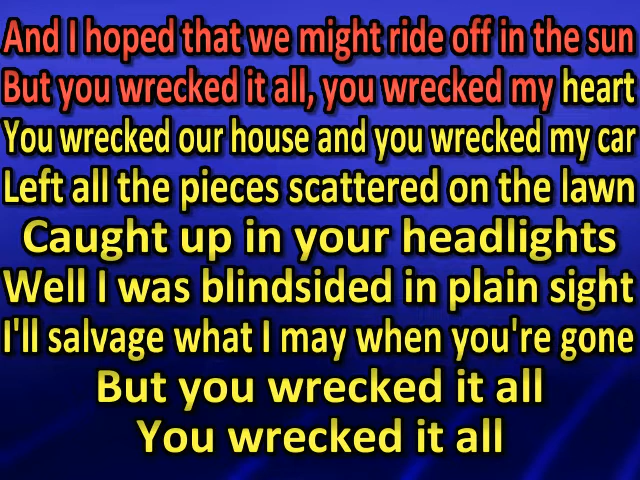 And I hoped that we might ride off in the sun
But you wrecked it all, you wrecked my heart
You wrecked our house and you wrecked my car
Left all the pieces scattered on the lawn
Caught up in your headlights
Well I was blindsided in plain sight
I'll salvage what I may when you're gone
But you wrecked it all
You wrecked it all